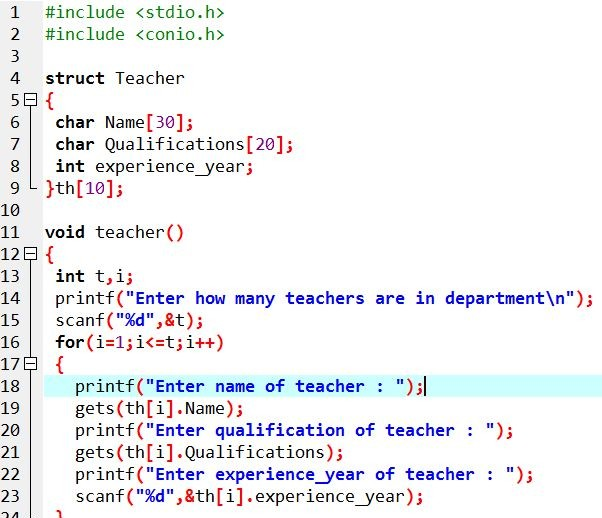 1 #include <stdio.h>
2 #include <conio.h>
3
4 struct Teacher
5 {
6 char Name[30];
7 char Qualifications[20];
8 int experience_year;
9 }th[10];
10
11 void teacher()
12 {
13 int t,i;
14 printf("Enter how many teachers are in department\n");
15 scanf("%d",&t);
16 for(i=1;i<=t;i++)
17 {
18 printf("Enter name of teacher : ");
19 gets(th[i].Name);
20 printf("Enter qualification of teacher : ");
21 gets(th[i].Qualifications);
22 printf("Enter experience_year of teacher : ");
23 scanf("%d",&th[i].experience_year);
24 }